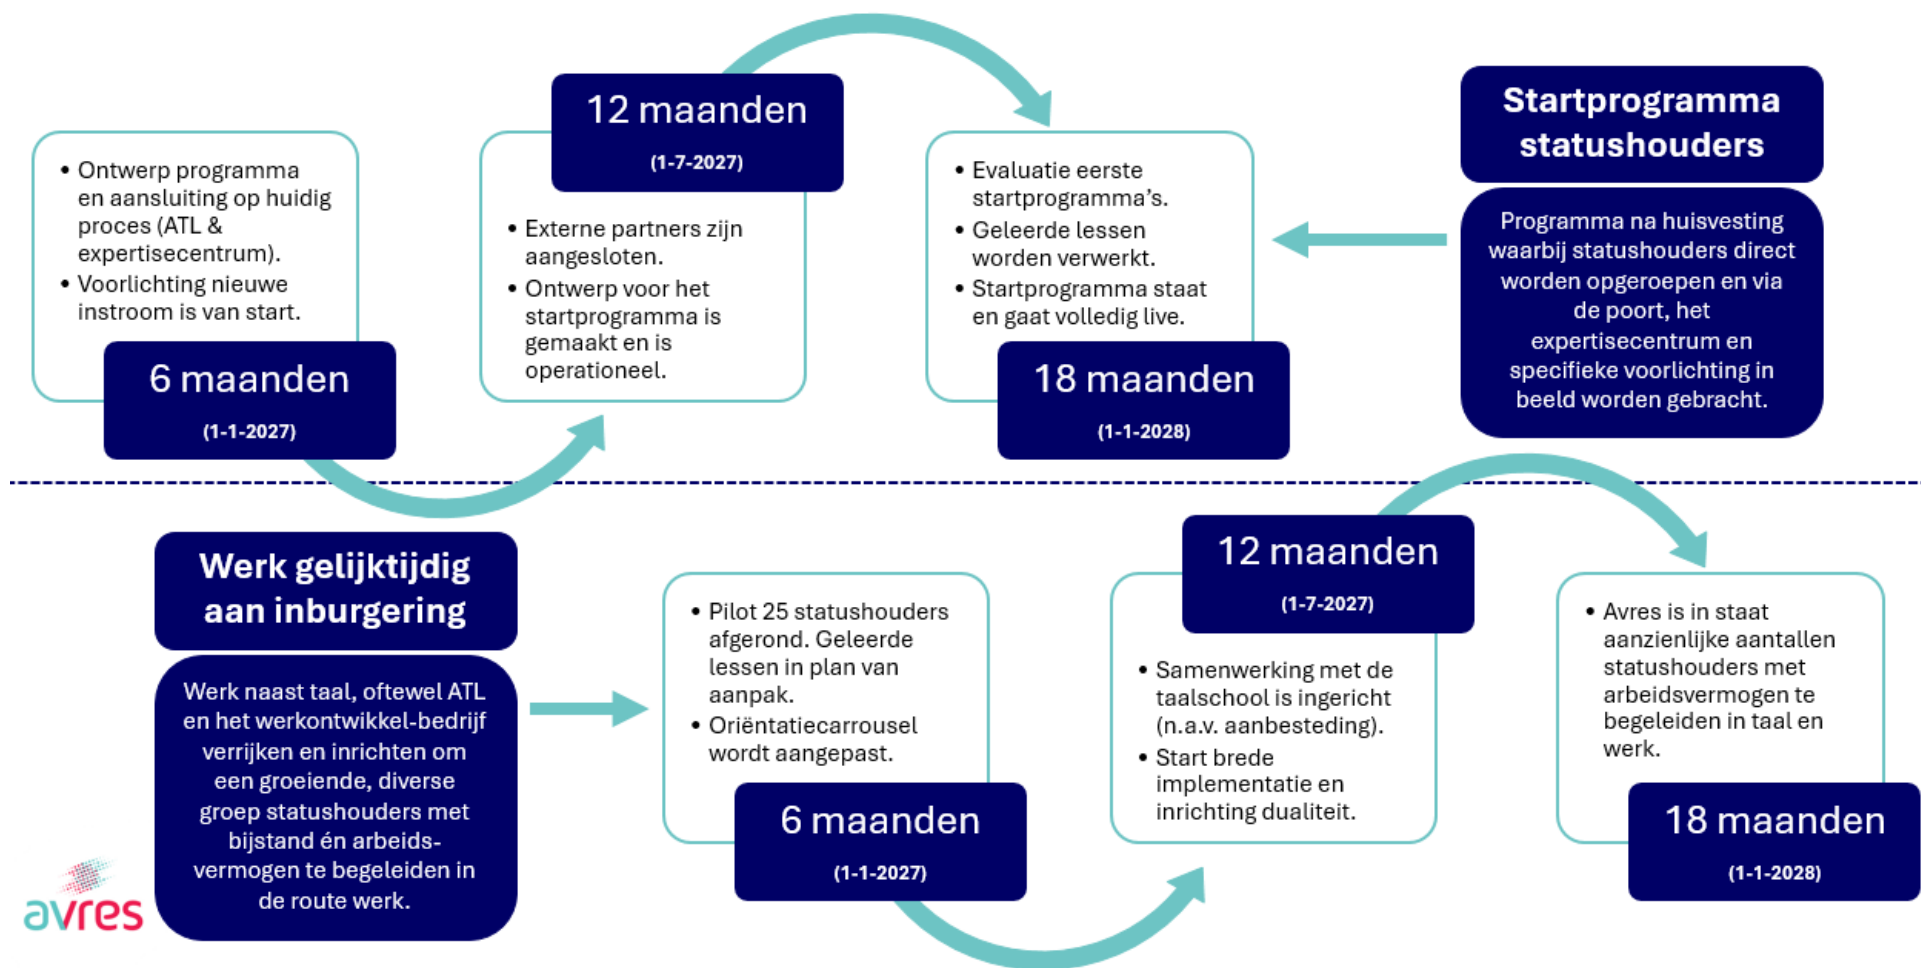 • Ontwerp programma
en aansluiting op huidig
proces (ATL &
expertisecentrum).
• Voorlichting nieuwe
instroom is van start.
6 maanden
(1-1-2027)
12 maanden
(1-7-2027)
• Externe partners zijn
aangesloten.
• Ontwerp voor het
startprogramma is
gemaakt en is
operationeel.
• Evaluatie eerste
startprogramma’s.
• Geleerde lessen
worden verwerkt.
• Startprogramma staat
en gaat volledig live.
18 maanden
(1-1-2028)
Startprogramma
statushouders
Programma na huisvesting
waarbij statushouders direct
worden opgeroepen en via
de poort, het
expertisecentrum en
specifieke voorlichting in
beeld worden gebracht.
Werk gelijktijdig
aan inburgering
Werk naast taal, oftewel ATL
en het werkontwikkel-bedrijf
verrijken en inrichten om
een groeiende, diverse
groep statushouders met
bijstand én arbeids-
vermogen te begeleiden in
de route werk.
• Pilot 25 statushouders
afgerond. Geleerde
lessen in plan van
aanpak.
• Oriëntatiecarrousel
wordt aangepast.
6 maanden
(1-1-2027)
12 maanden
(1-7-2027)
• Samenwerking met de
taalschool is ingericht
(n.a.v. aanbesteding).
• Start brede
implementatie en
inrichting dualiteit.
• Avres is in staat
aanzienlijke aantallen
statushouders met
arbeidsvermogen te
begeleiden in taal en
werk.
18 maanden
(1-1-2028)
avres